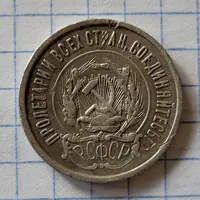 ПРОЛЕТАРИИ ВСЕХ СТРАН, СОЕДИНЯЙТЕСЬ!
РСФСР